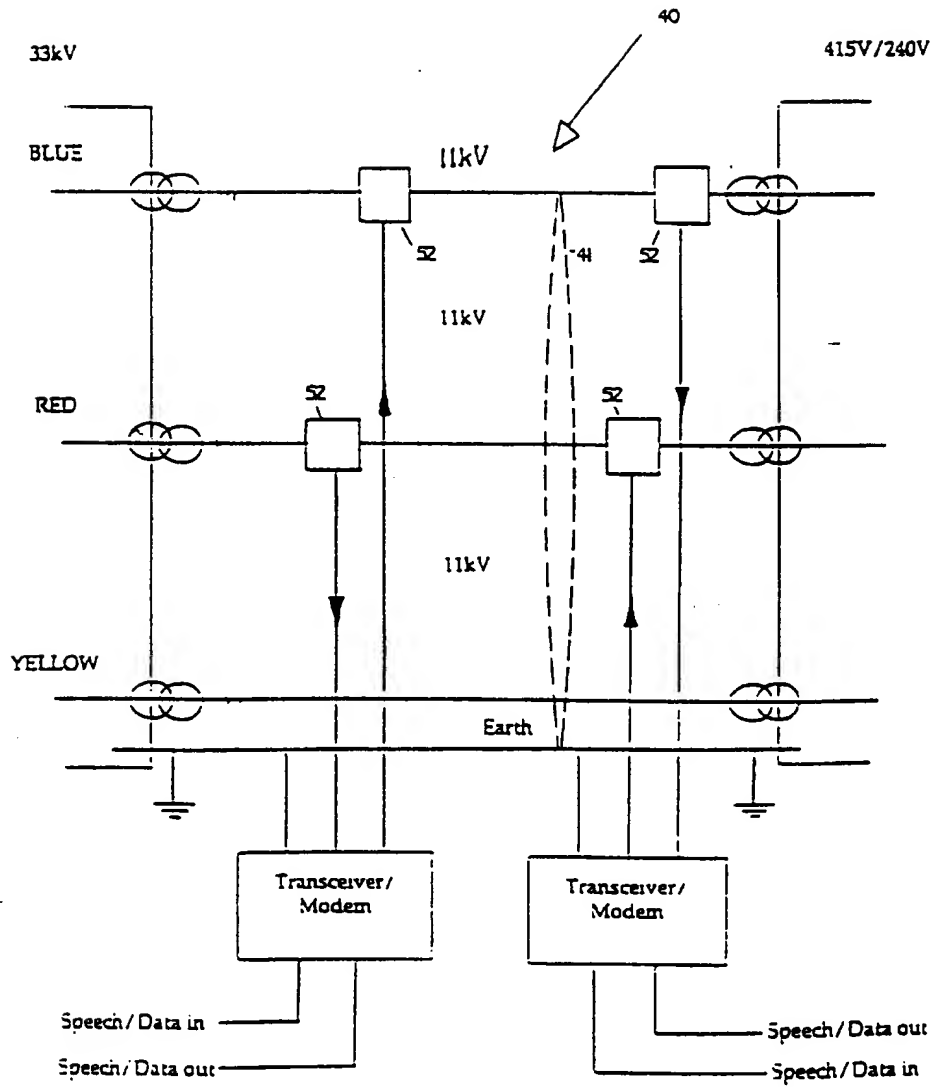 40
33kV
415V/240V
BLUE
11kV
52
52
41
11kV
RED
52
52
11kV
YELLOW
Earth
Transceiver/
Modem
Transceiver/
Modem
Speech/Data in
Speech/Data out
Speech/Data out
Speech/Data in